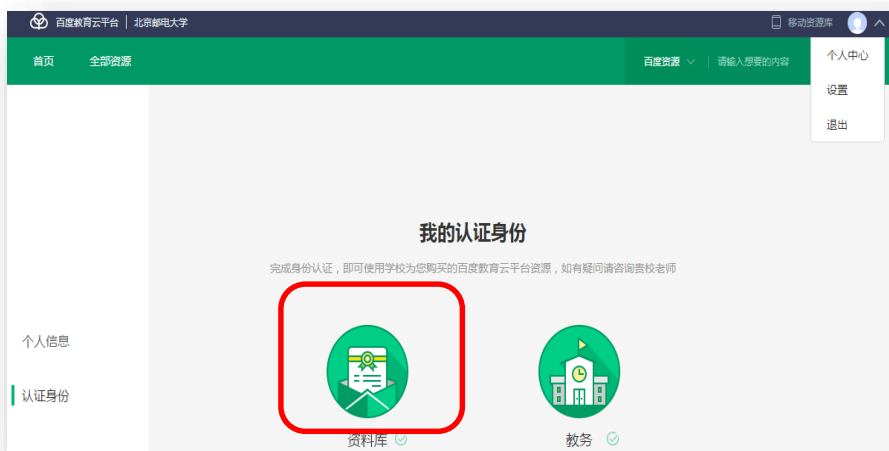 百度教育云平台 | 北京邮电大学 移动资源库
首页 全部资源 百度资源 请输入想要的内容
个人中心
设置
退出
我的认证身份
完成身份认证，即可使用学校为您购买的百度教育云平台资源，如有疑问请咨询贵校老师
个人信息
认证身份
资料库 教务